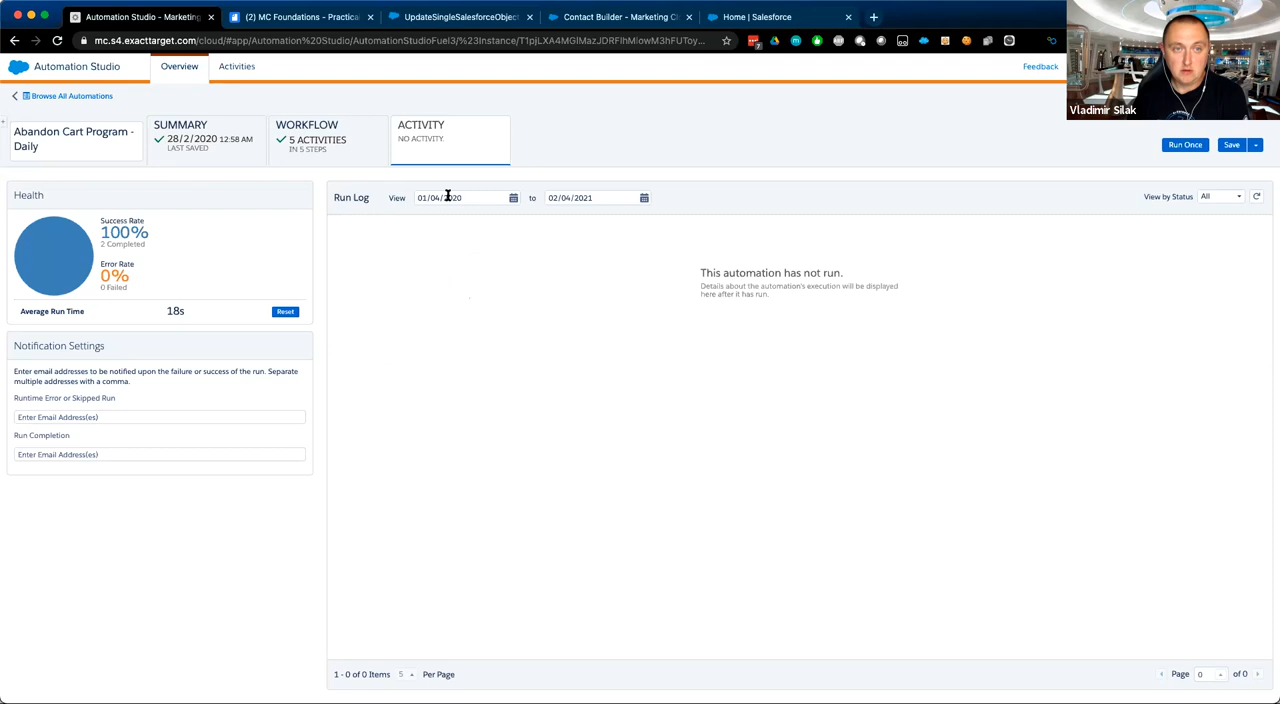 Automation Studio - Marketing
(2) MC Foundations - Practical
UpdateSingleSalesforceObject
Contact Builder - Marketing Cl
Home | Salesforce
mc.s4.exacttarget.com/cloud/#app/Automation%20Studio/AutomationStudioFuel3/%23Instance/T1pjLXA4MGlMazJDRFlhMlowM3hFUToy...
Automation Studio
Overview
Activities
Feedback
Vladimir Silak
Browse All Automations
Abandon Cart Program -
Daily
SUMMARY
28/2/2020 12:58 AM
LAST SAVED
WORKFLOW
5 ACTIVITIES
IN 5 STEPS
ACTIVITY
NO ACTIVITY.
Run Once
Save
Health
Success Rate
100%
2 Completed
Error Rate
0%
0 Failed
Average Run Time 18s Reset
Notification Settings
Enter email addresses to be notified upon the failure or success of the run. Separate
multiple addresses with a comma.
Runtime Error or Skipped Run
Enter Email Address(es)
Run Completion
Enter Email Address(es)
Run Log View 01/04/2020 to 02/04/2021 View by Status All
This automation has not run.
Details about the automation's execution will be displayed
here after it has run.
1 - 0 of 0 Items 5 Per Page
Page 0 of 0